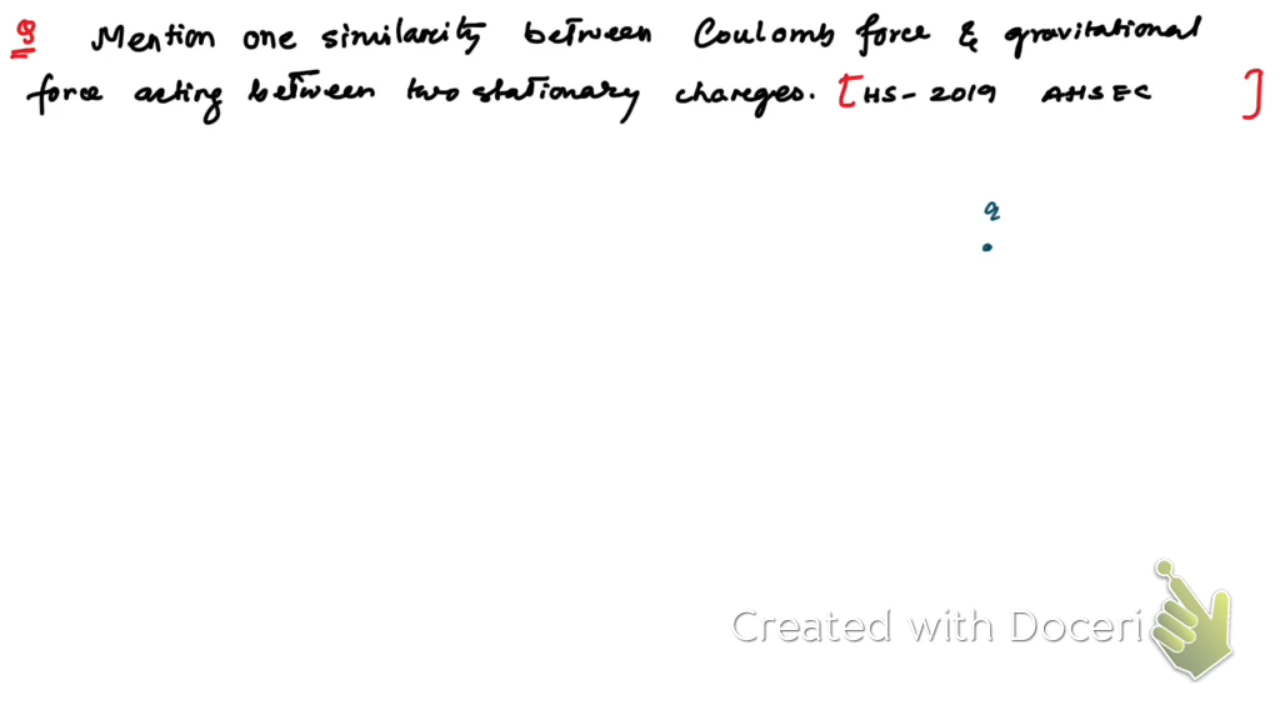 Q Mention one similarity between Coulomb force & gravitational
force acting between two stationary charges. [HS-2019 AHSEC ]
q
Created with Doceri